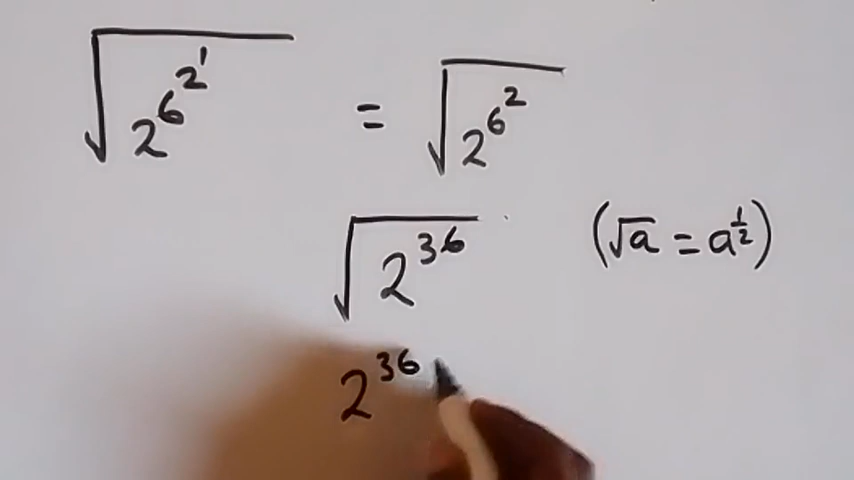 √2^6^2^1 = √2^6^2
√2^36 (√a = a^1/2)
2^36